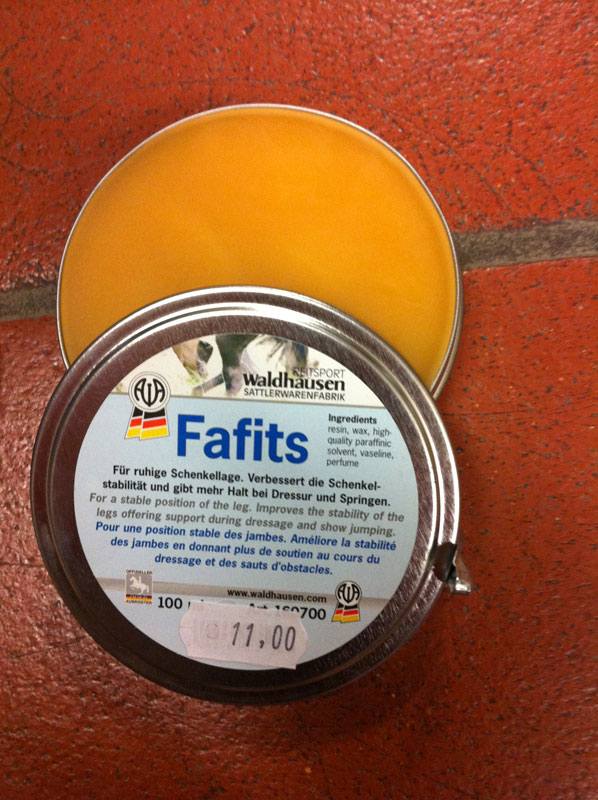 REITSPORT
Waldhausen
SATTLERWARENFABRIK
Fafits
Ingredients
resin, wax, high-
quality paraffinic
solvent, vaseline,
perfume
Für ruhige Schenkellage. Verbessert die Schenkel-
stabilität und gibt mehr Halt bei Dressur und Springen.
For a stable position of the leg. Improves the stability of the
legs offering support during dressage and show jumping.
Pour une position stable des jambes. Améliore la stabilité
des jambes en donnant plus de soutien au cours du
dressage et des sauts d'obstacles.
OFFIZIELLER
AUSRÜSTER
www.waldhausen.com
100
11,00